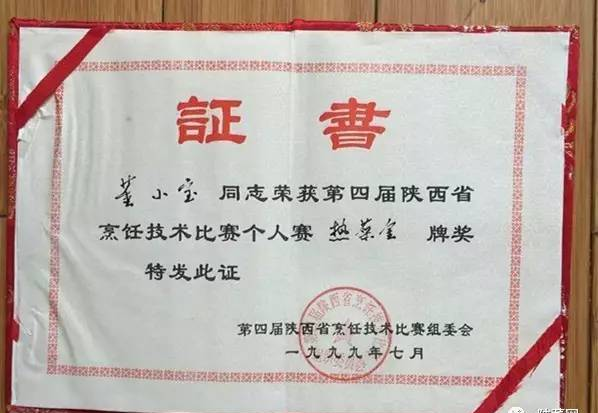 証書
董小宝 同志荣获第四届陕西省
烹饪技术比赛个人赛 热菜金 牌奖
特发此证
第四届陕西省烹饪技术比赛组委会
一九九九年七月